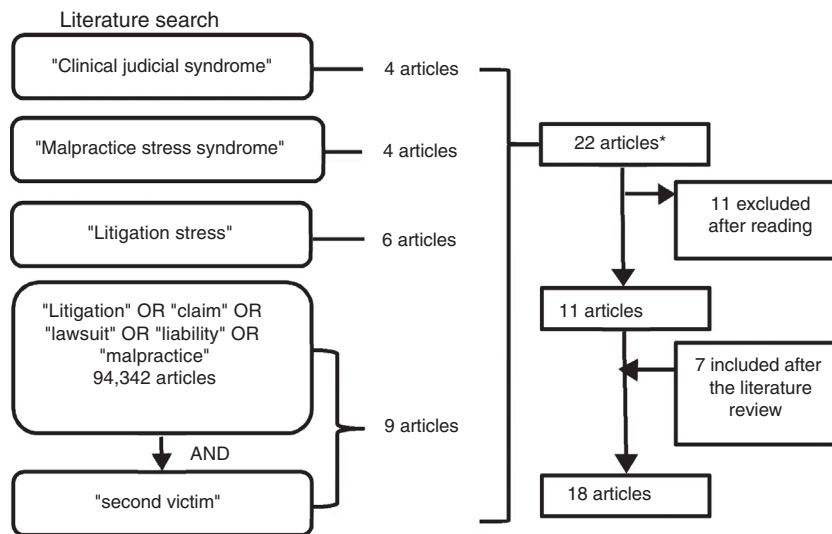 Literature search
"Clinical judicial syndrome"
4 articles
"Malpractice stress syndrome"
4 articles
"Litigation stress"
6 articles
"Litigation" OR "claim" OR
"lawsuit" OR "liability" OR
"malpractice"
94,342 articles
AND
"second victim"
9 articles
22 articles*
11 excluded
after reading
11 articles
7 included after
the literature
review
18 articles